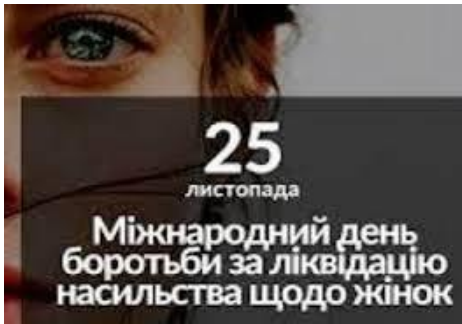 25
листопада
Міжнародний день
боротьби за ліквідацію
насильства щодо жінок